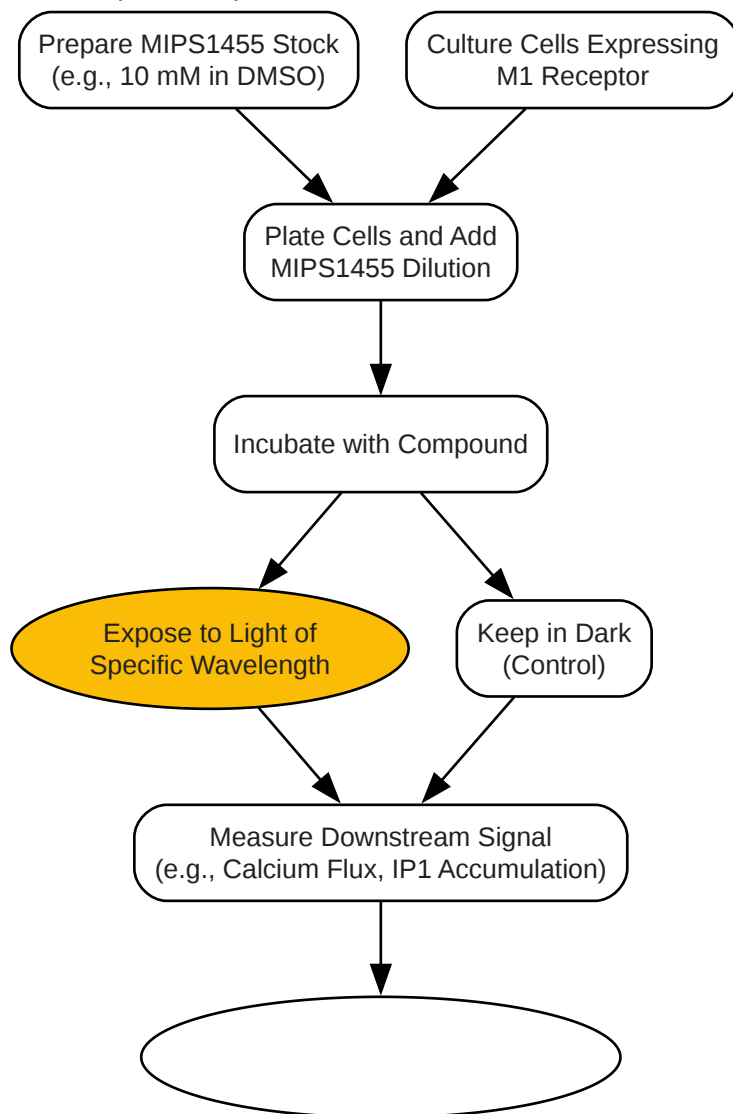 Prepare MIPS1455 Stock
(e.g., 10 mM in DMSO)
Culture Cells Expressing
M1 Receptor
Plate Cells and Add
MIPS1455 Dilution
Incubate with Compound
Expose to Light of
Specific Wavelength
Keep in Dark
(Control)
Measure Downstream Signal
(e.g., Calcium Flux, IP1 Accumulation)